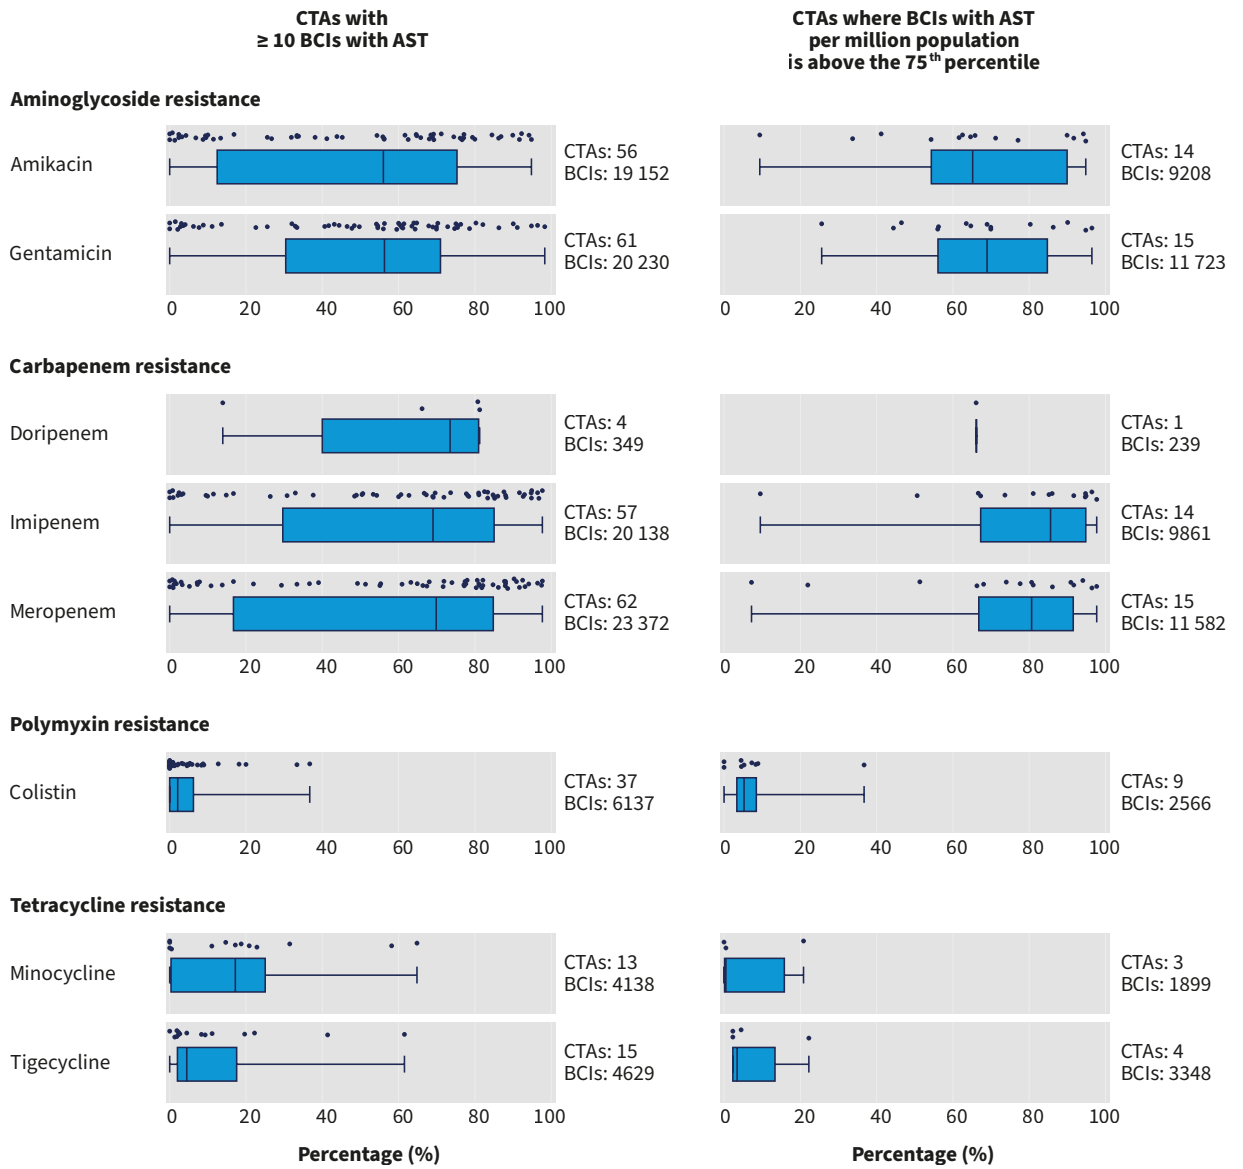 CTAs with
≥ 10 BCIs with AST
CTAs where BCIs with AST
per million population
is above the 75th percentile
Aminoglycoside resistance
Amikacin
CTAs: 56
BCIs: 19 152
CTAs: 14
BCIs: 9208
Gentamicin
CTAs: 61
BCIs: 20 230
CTAs: 15
BCIs: 11 723
0 20 40 60 80 100
0 20 40 60 80 100
Carbapenem resistance
Doripenem
CTAs: 4
BCIs: 349
CTAs: 1
BCIs: 239
Imipenem
CTAs: 57
BCIs: 20 138
CTAs: 14
BCIs: 9861
Meropenem
CTAs: 62
BCIs: 23 372
CTAs: 15
BCIs: 11 582
0 20 40 60 80 100
0 20 40 60 80 100
Polymyxin resistance
Colistin
CTAs: 37
BCIs: 6137
CTAs: 9
BCIs: 2566
0 20 40 60 80 100
0 20 40 60 80 100
Tetracycline resistance
Minocycline
CTAs: 13
BCIs: 4138
CTAs: 3
BCIs: 1899
Tigecycline
CTAs: 15
BCIs: 4629
CTAs: 4
BCIs: 3348
0 20 40 60 80 100
0 20 40 60 80 100
Percentage (%)
Percentage (%)